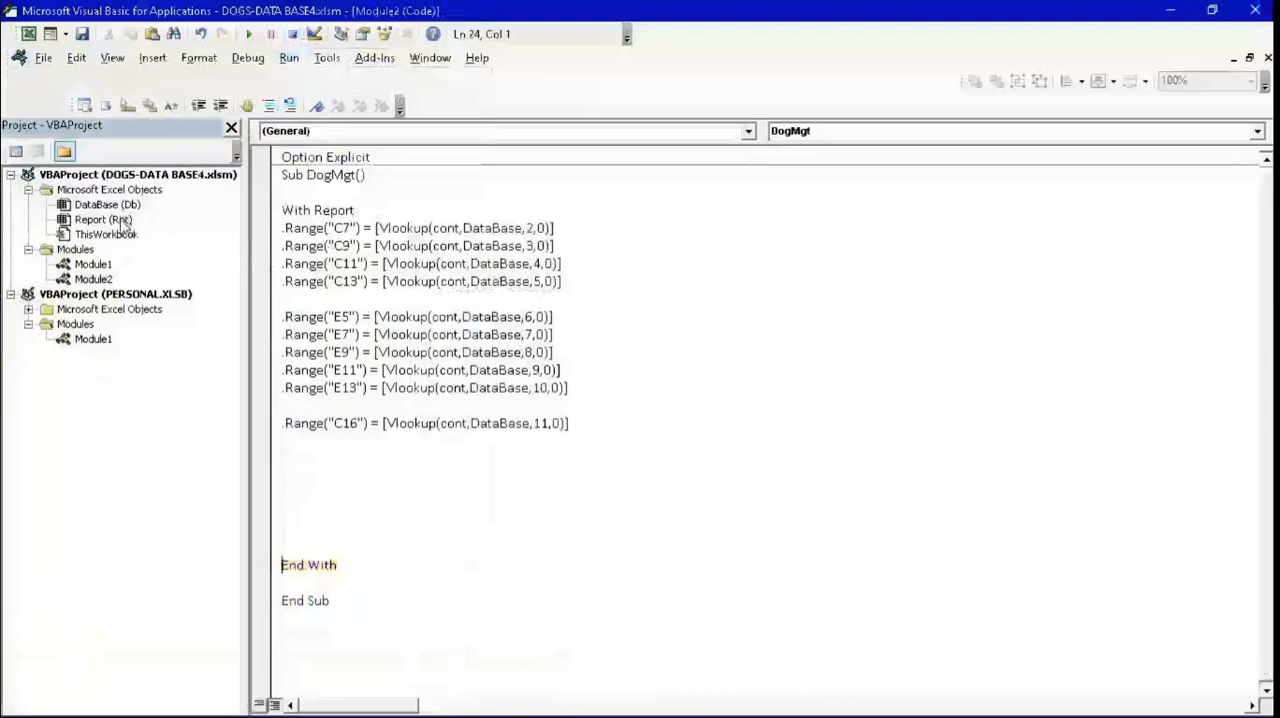 Microsoft Visual Basic for Applications - DOGS-DATA BASE4.xlsm - [Module2 (Code)]
Ln 24, Col 1
File Edit View Insert Format Debug Run Tools Add-Ins Window Help
100%
Project - VBAProject
(General)
DogMgt
VBAProject (DOGS-DATA BASE4.xlsm)
Microsoft Excel Objects
DataBase (Db)
Report (Rpt)
ThisWorkbook
Modules
Module1
Module2
VBAProject (PERSONAL.XLSB)
Microsoft Excel Objects
Modules
Module1
Option Explicit
Sub DogMgt()
With Report
.Range("C7") = [Vlookup(cont,DataBase,2,0)]
.Range("C9") = [Vlookup(cont,DataBase,3,0)]
.Range("C11") = [Vlookup(cont,DataBase,4,0)]
.Range("C13") = [Vlookup(cont,DataBase,5,0)]
.Range("E5") = [Vlookup(cont,DataBase,6,0)]
.Range("E7") = [Vlookup(cont,DataBase,7,0)]
.Range("E9") = [Vlookup(cont,DataBase,8,0)]
.Range("E11") = [Vlookup(cont,DataBase,9,0)]
.Range("E13") = [Vlookup(cont,DataBase,10,0)]
.Range("C16") = [Vlookup(cont,DataBase,11,0)]
End With
End Sub